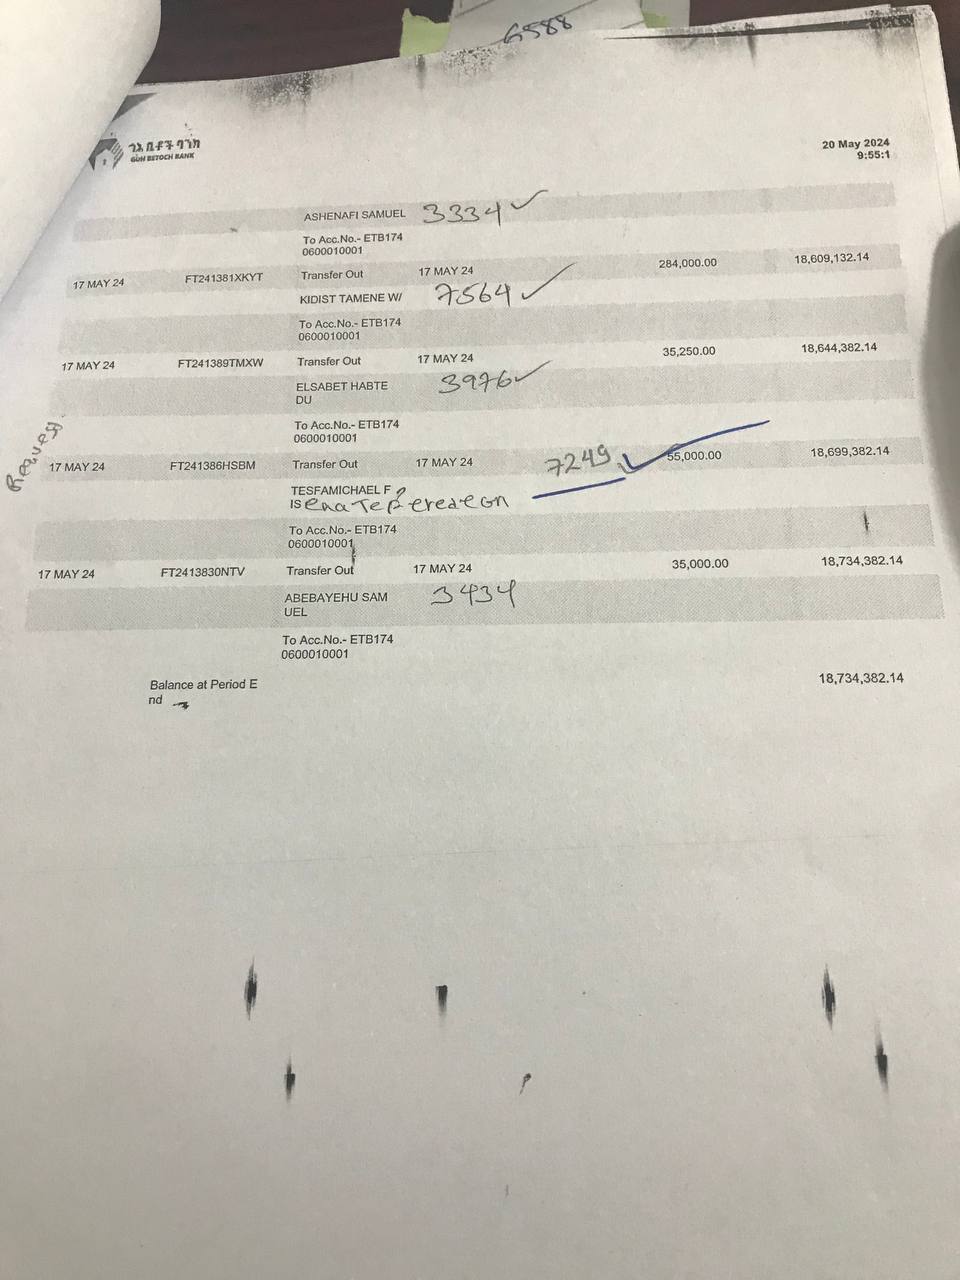 6588
ጎሕ ቤቶች ባንክ
GOH BETOCH BANK
20 May 2024
9:55:1
ASHENAFI SAMUEL 3334
To Acc.No.- ETB174
0600010001
17 MAY 24 FT241381XKYT Transfer Out 17 MAY 24 284,000.00 18,609,132.14
KIDIST TAMENE W/ 7564
To Acc.No.- ETB174
0600010001
17 MAY 24 FT241389TMXW Transfer Out 17 MAY 24 35,250.00 18,644,382.14
ELSABET HABTE 3976
DU
To Acc.No.- ETB174
0600010001
Request
17 MAY 24 FT241386HSBM Transfer Out 17 MAY 24 7249 55,000.00 18,699,382.14
TESFAMICHAEL F
IS
To Acc.No.- ETB174
0600010001
17 MAY 24 FT2413830NTV Transfer Out 17 MAY 24 35,000.00 18,734,382.14
ABEBAYEHU SAM 3434
UEL
To Acc.No.- ETB174
0600010001
Balance at Period E 18,734,382.14
nd